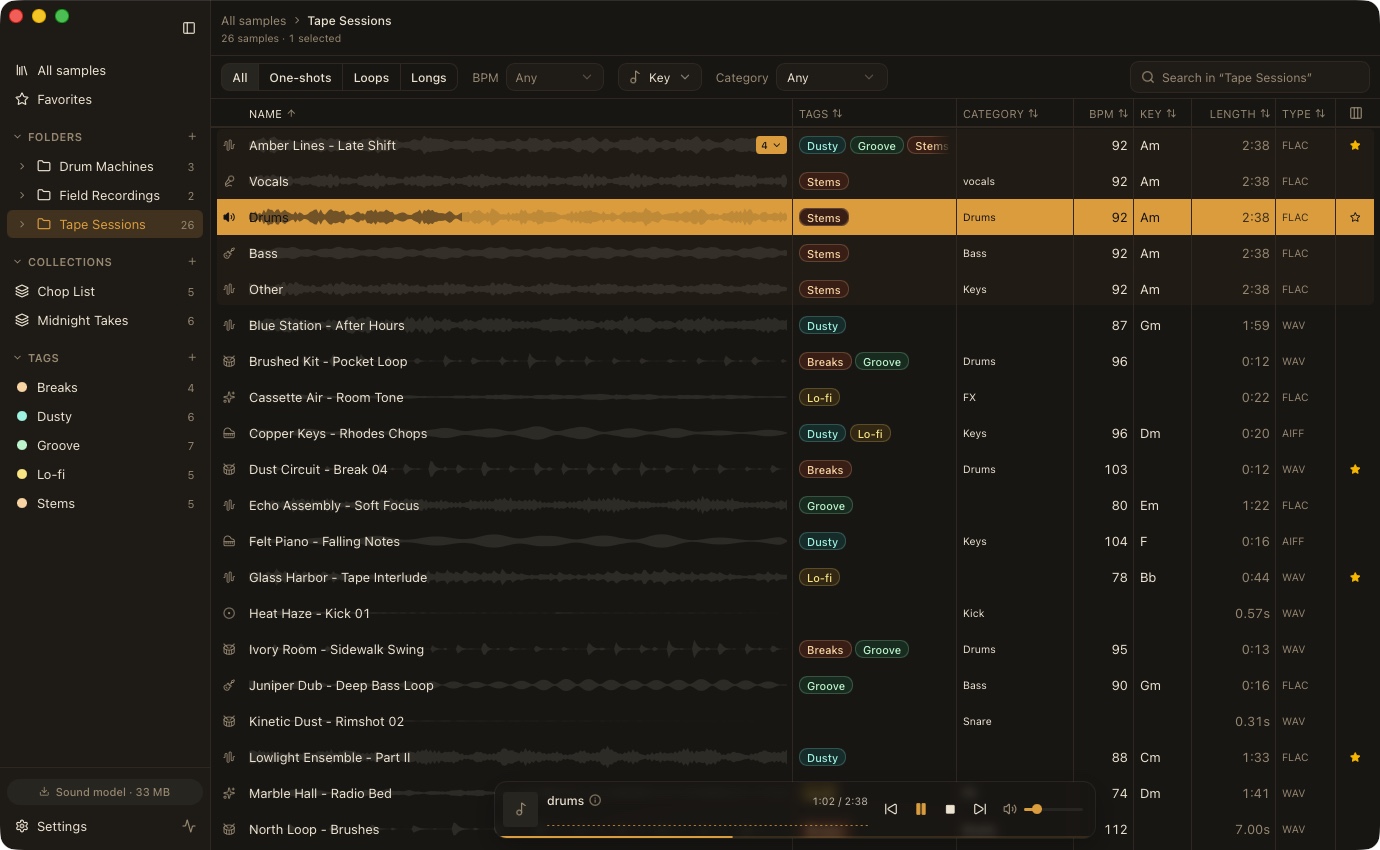 All samples › Tape Sessions
26 samples · 1 selected
All samples
Favorites
FOLDERS +
Drum Machines 3
Field Recordings 2
Tape Sessions 26
COLLECTIONS +
Chop List 5
Midnight Takes 6
TAGS +
Breaks 4
Dusty 6
Groove 7
Lo-fi 5
Stems 5
Sound model · 33 MB
Settings
All One-shots Loops Longs BPM Any Key Category Any Search in “Tape Sessions”
NAME TAGS CATEGORY BPM KEY LENGTH TYPE
Amber Lines - Late Shift 4 Dusty Groove Stems 92 Am 2:38 FLAC
Vocals Stems vocals 92 Am 2:38 FLAC
Drums Stems Drums 92 Am 2:38 FLAC
Bass Stems Bass 92 Am 2:38 FLAC
Other Stems Keys 92 Am 2:38 FLAC
Blue Station - After Hours Dusty 87 Gm 1:59 WAV
Brushed Kit - Pocket Loop Breaks Groove Drums 96 0:12 WAV
Cassette Air - Room Tone Lo-fi FX 0:22 FLAC
Copper Keys - Rhodes Chops Dusty Lo-fi Keys 96 Dm 0:20 AIFF
Dust Circuit - Break 04 Breaks Drums 103 0:12 WAV
Echo Assembly - Soft Focus Groove 80 Em 1:22 FLAC
Felt Piano - Falling Notes Dusty Keys 104 F 0:16 AIFF
Glass Harbor - Tape Interlude Lo-fi 78 Bb 0:44 WAV
Heat Haze - Kick 01 Kick 0.57s WAV
Ivory Room - Sidewalk Swing Breaks Groove Drums 95 0:13 WAV
Juniper Dub - Deep Bass Loop Groove Bass 90 Gm 0:16 FLAC
Kinetic Dust - Rimshot 02 Snare 0.31s WAV
Lowlight Ensemble - Part II Dusty 88 Cm 1:33 FLAC
Marble Hall - Radio Bed 74 Dm 1:41 WAV
North Loop - Brushes 112 7.00s WAV
drums 1:02 / 2:38